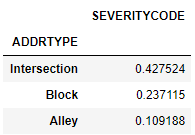 SEVERITYCODE
ADDRTYPE
Intersection 0.427524
Block 0.237115
Alley 0.109188